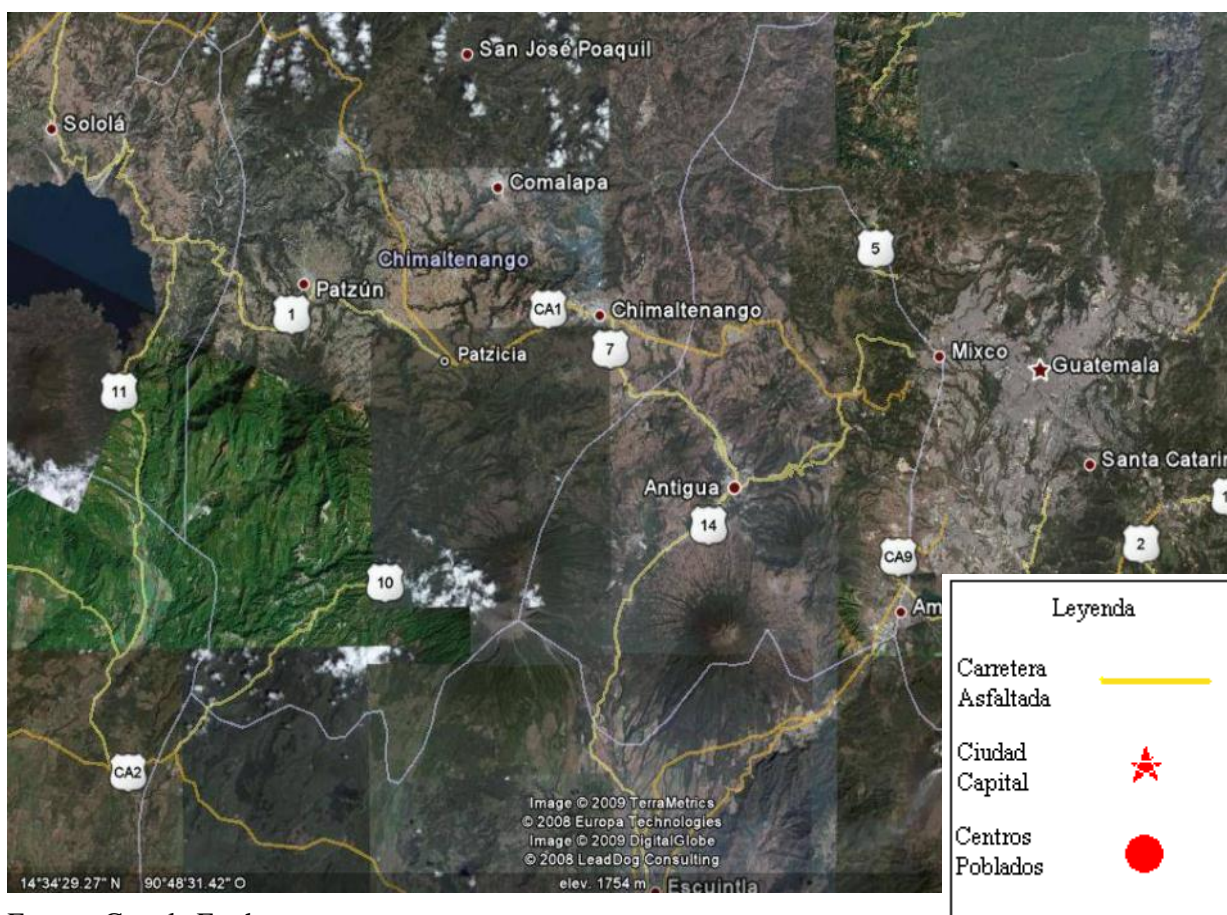 San José Poaquil
Sololá
Comalapa
5
Chimaltenango
Patzún
1
CA1
Chimaltenango
7
Patzicia
Mixco
Guatemala
11
Santa Catarin
Antigua
14
1
2
CA9
10
Am
CA2
Image © 2009 TerraMetrics
© 2008 Europa Technologies
Image © 2009 DigitalGlobe
© 2008 LeadDog Consulting
14°34'29.27" N 90°48'31.42" O
elev. 1754 m
Escuintla
Leyenda
Carretera
Asfaltada
Ciudad
Capital
Centros
Poblados